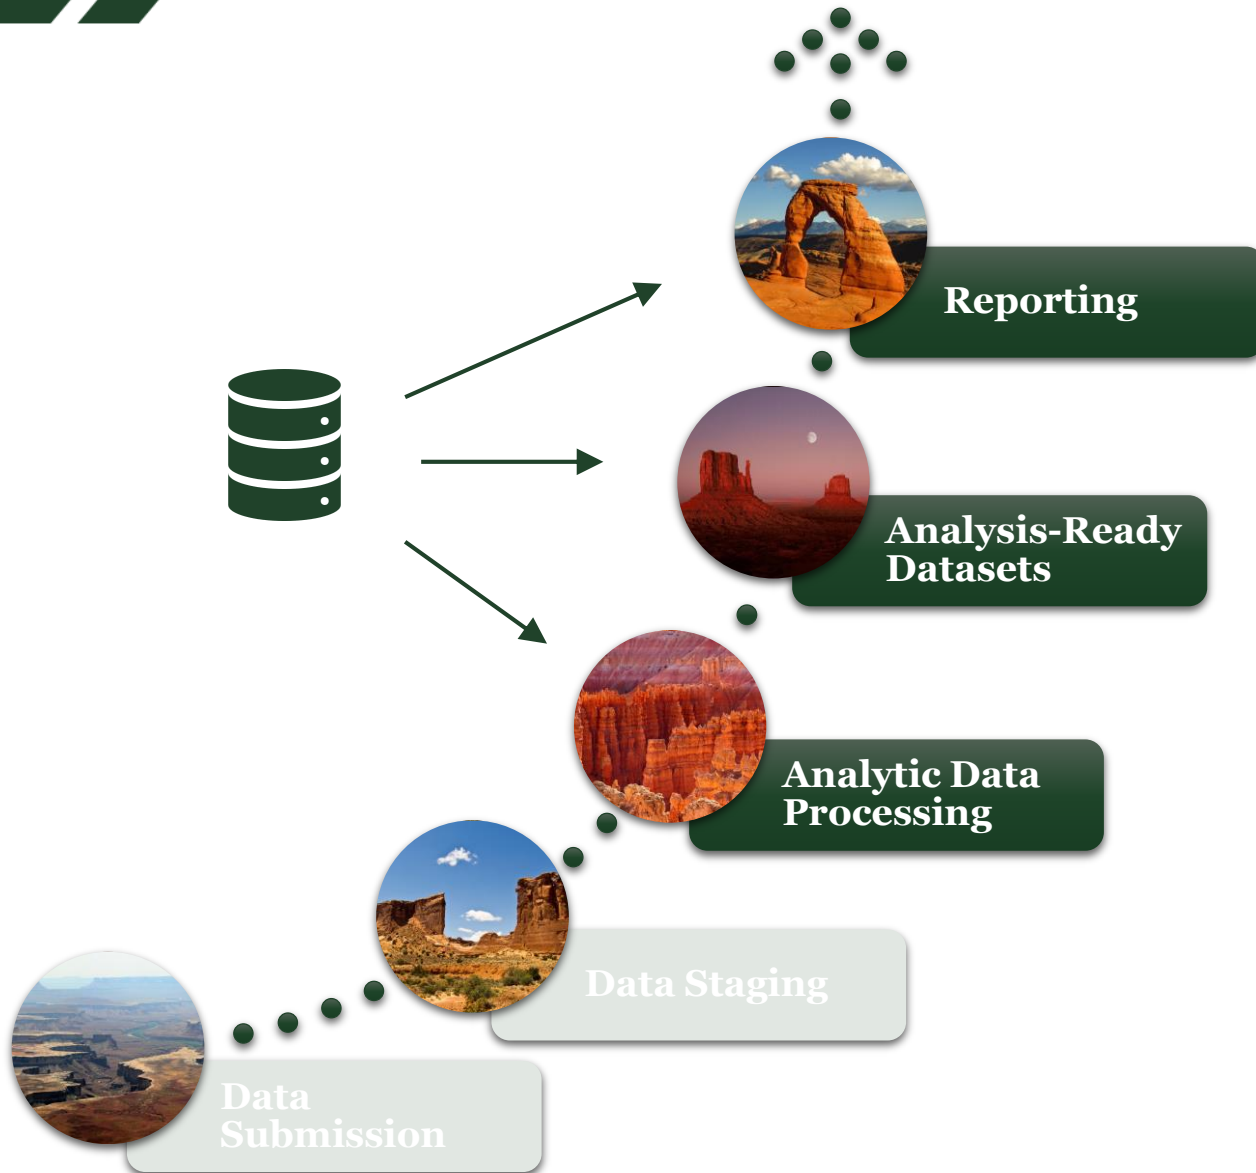 Reporting
Analysis-Ready
Datasets
Analytic Data
Processing
Data Staging
Data
Submission